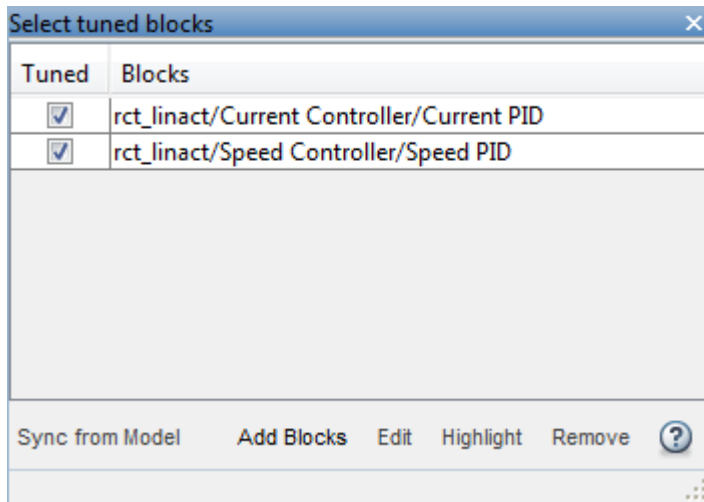 Select tuned blocks
Tuned Blocks
rct_linact/Current Controller/Current PID
rct_linact/Speed Controller/Speed PID
Sync from Model Add Blocks Edit Highlight Remove ?